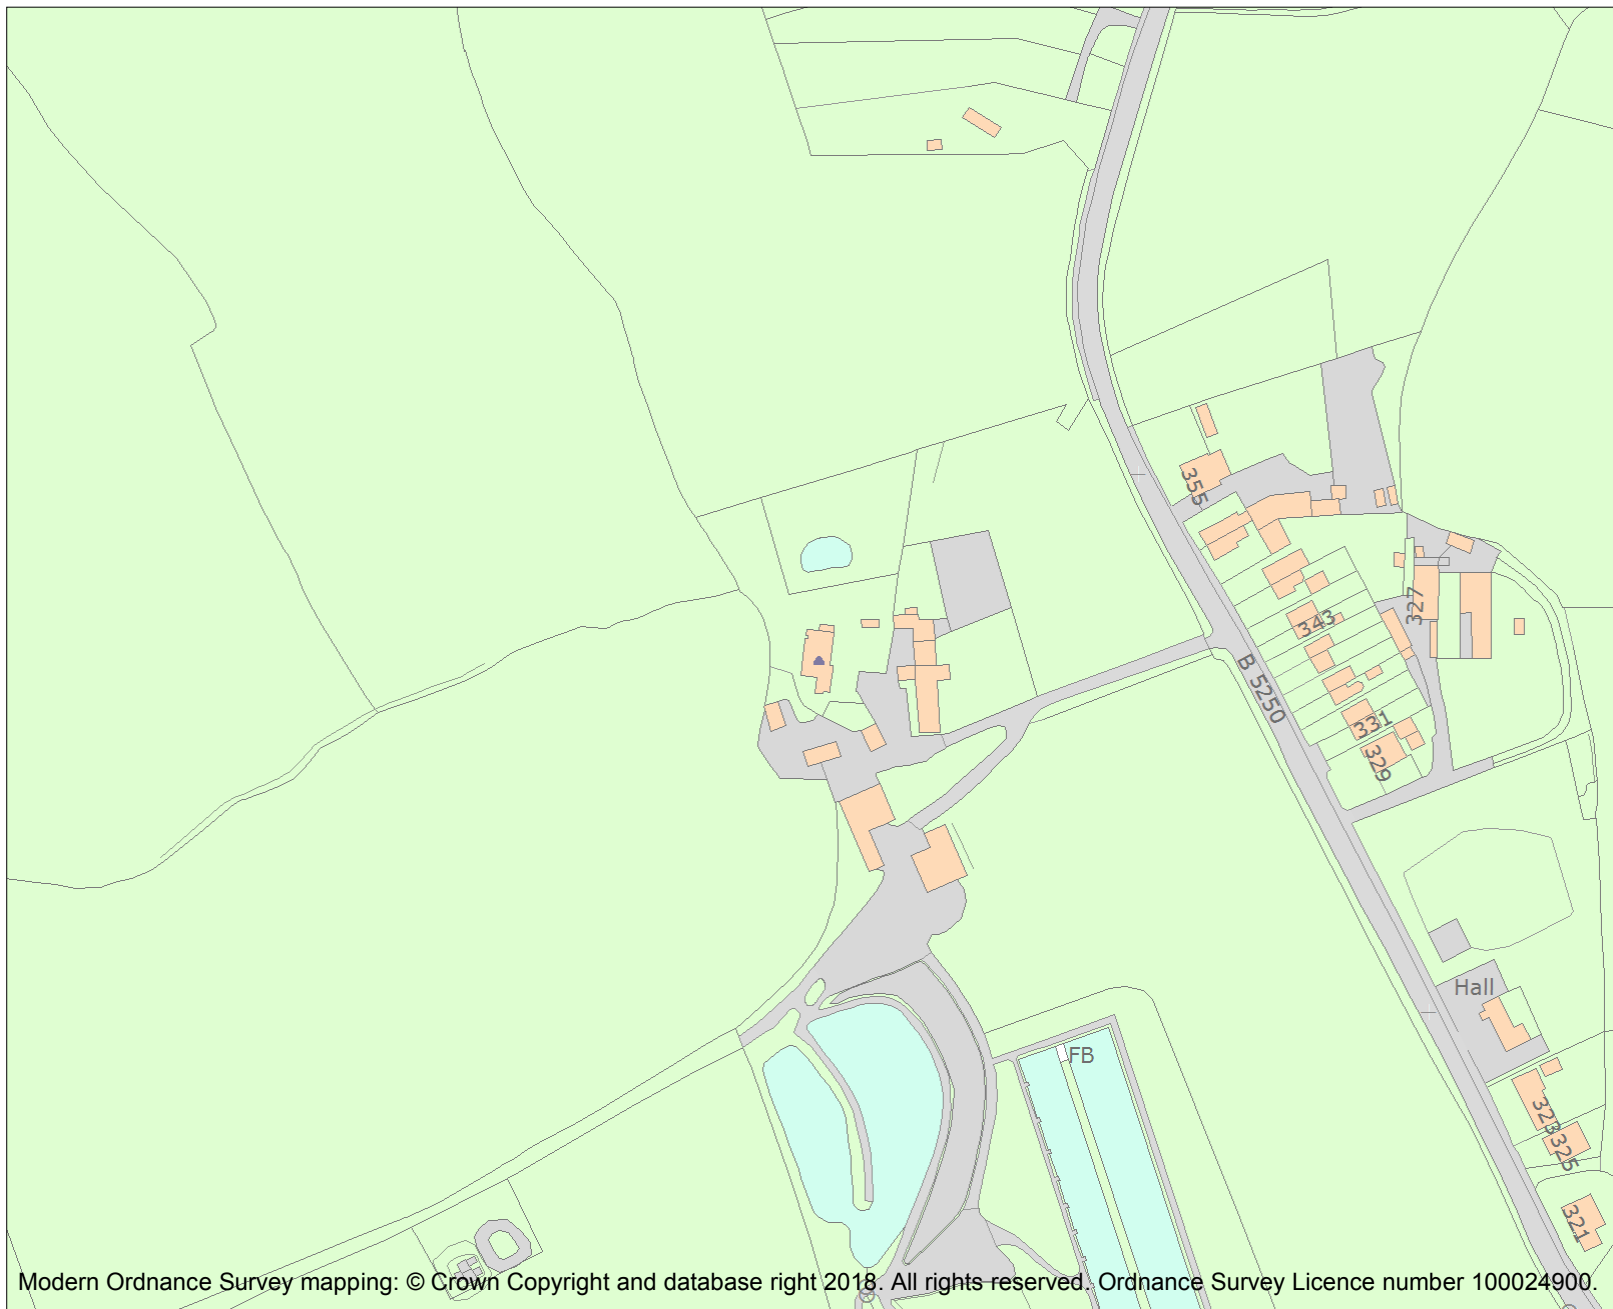 355
327
343
B 5250
331
329
Hall
FB
323
325
321
Modern Ordnance Survey mapping: © Crown Copyright and database right 2018. All rights reserved. Ordnance Survey Licence number 100024900.